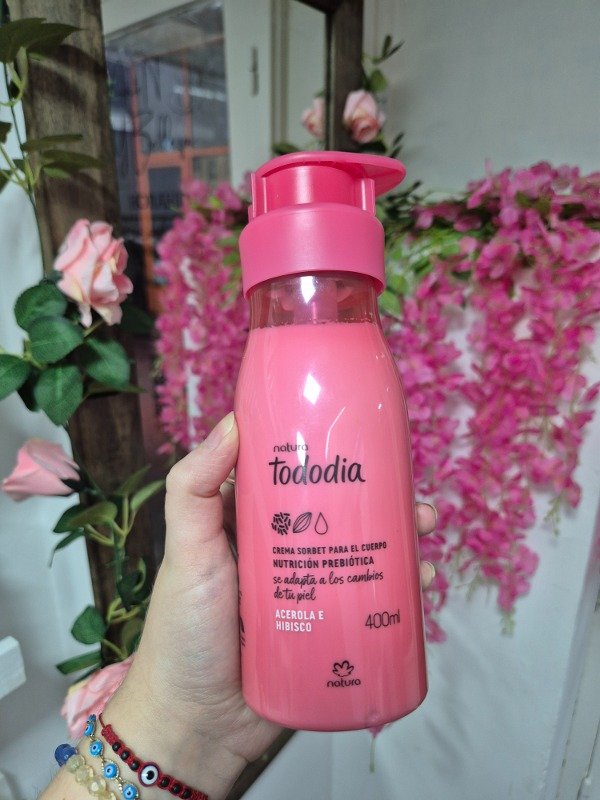 natura
tododia
CREMA SORBET PARA EL CUERPO
NUTRICIÓN PREBIÓTICA
se adapta a los cambios
de tu piel
ACEROLA E
HIBISCO
400ml
natura